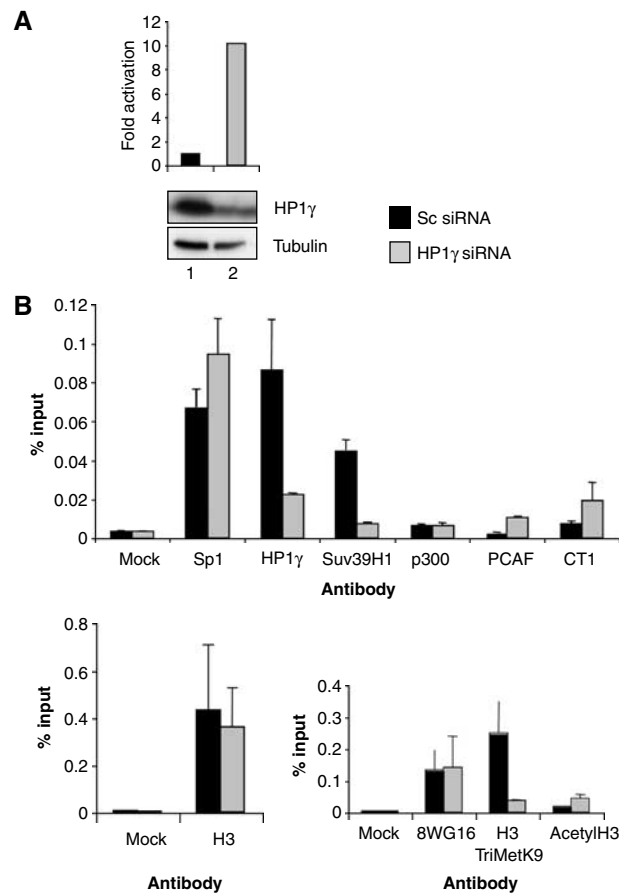 A
Fold activation
12
10
8
6
4
2
0
HP1γ
Tubulin
1 2
Sc siRNA
HP1γ siRNA
B
% input
0.12
0.1
0.08
0.06
0.04
0.02
0
Mock Sp1 HP1γ Suv39H1 p300 PCAF CT1
Antibody
% input
0.8
0.6
0.4
0.2
0
Mock H3
Antibody
% input
0.4
0.3
0.2
0.1
0
Mock 8WG16 H3 AcetylH3
TriMetK9
Antibody